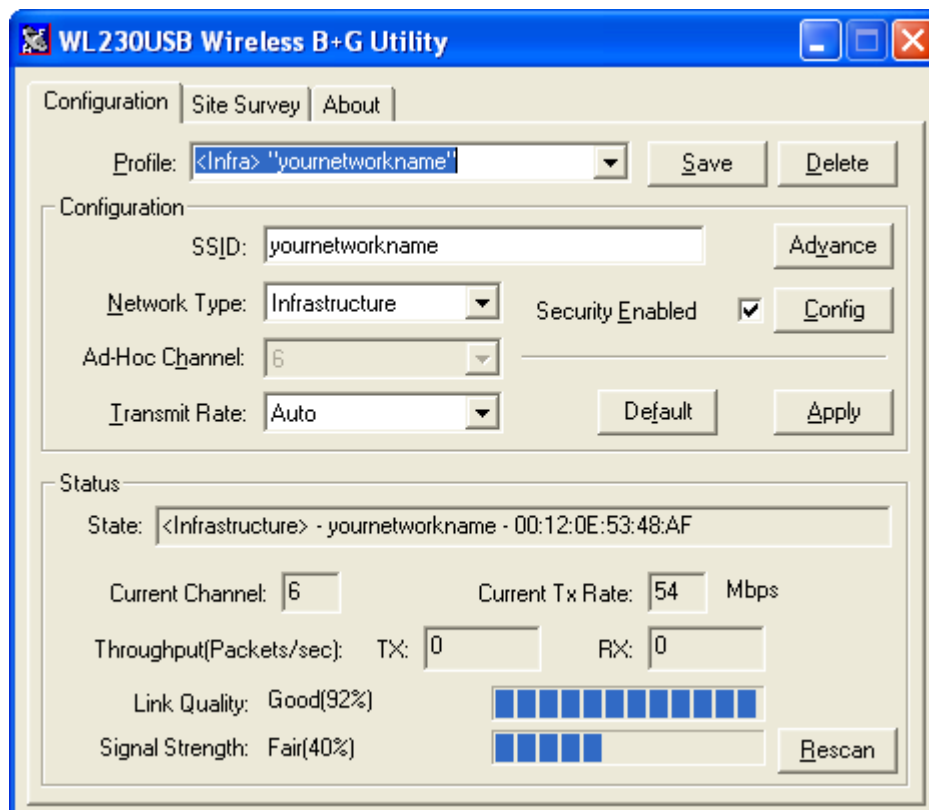 WL230USB Wireless B+G Utility
Configuration Site Survey About
Profile: <Infra> "yournetworkname" Save Delete
Configuration
SSID: yournetworkname Advance
Network Type: Infrastructure Security Enabled Config
Ad-Hoc Channel: 6
Transmit Rate: Auto Default Apply
Status
State: <Infrastructure> - yournetworkname - 00:12:0E:53:48:AF
Current Channel: 6 Current Tx Rate: 54 Mbps
Throughput(Packets/sec): TX: 0 RX: 0
Link Quality: Good(92%)
Signal Strength: Fair(40%) Rescan